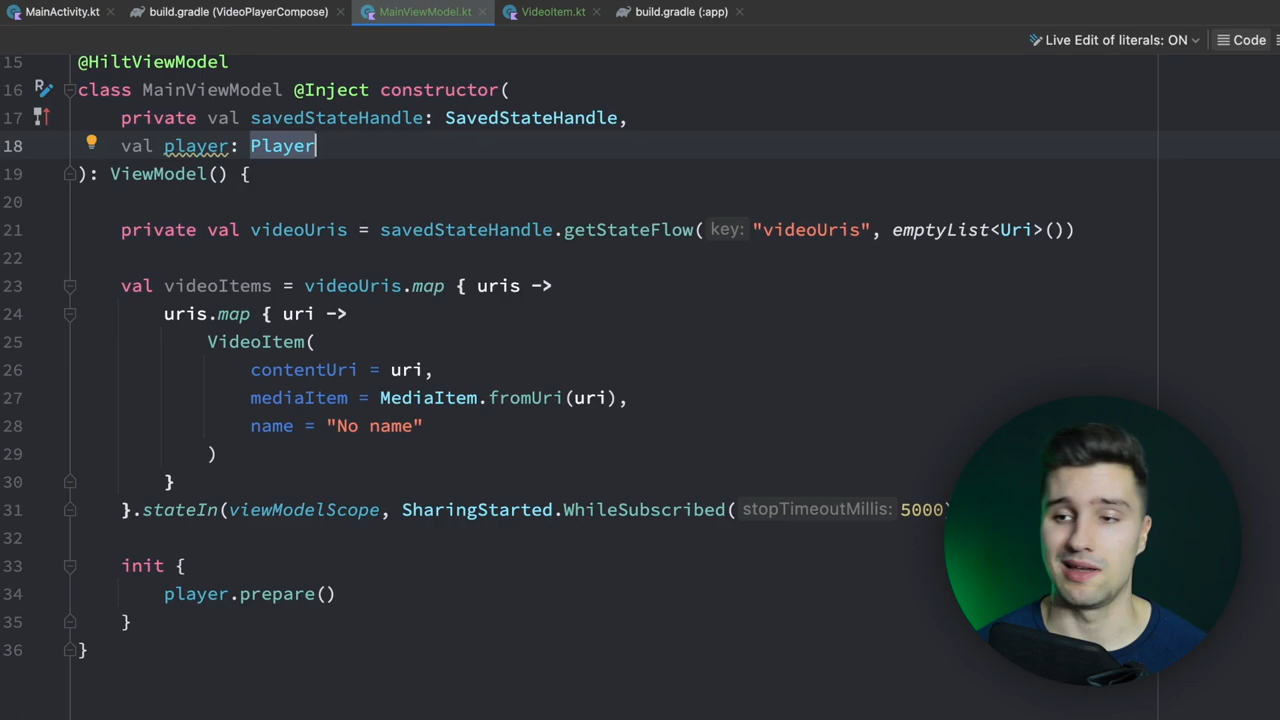 MainActivity.kt build.gradle (VideoPlayerCompose) MainViewModel.kt VideoItem.kt build.gradle (:app)
Live Edit of literals: ON Code
15 @HiltViewModel
16 class MainViewModel @Inject constructor(
17 private val savedStateHandle: SavedStateHandle,
18 val player: Player
19 ): ViewModel() {
20
21 private val videoUris = savedStateHandle.getStateFlow( key: "videoUris", emptyList<Uri>())
22
23 val videoItems = videoUris.map { uris ->
24 uris.map { uri ->
25 VideoItem(
26 contentUri = uri,
27 mediaItem = MediaItem.fromUri(uri),
28 name = "No name"
29 )
30 }
31 }.stateIn(viewModelScope, SharingStarted.WhileSubscribed( stopTimeoutMillis: 5000)
32
33 init {
34 player.prepare()
35 }
36 }